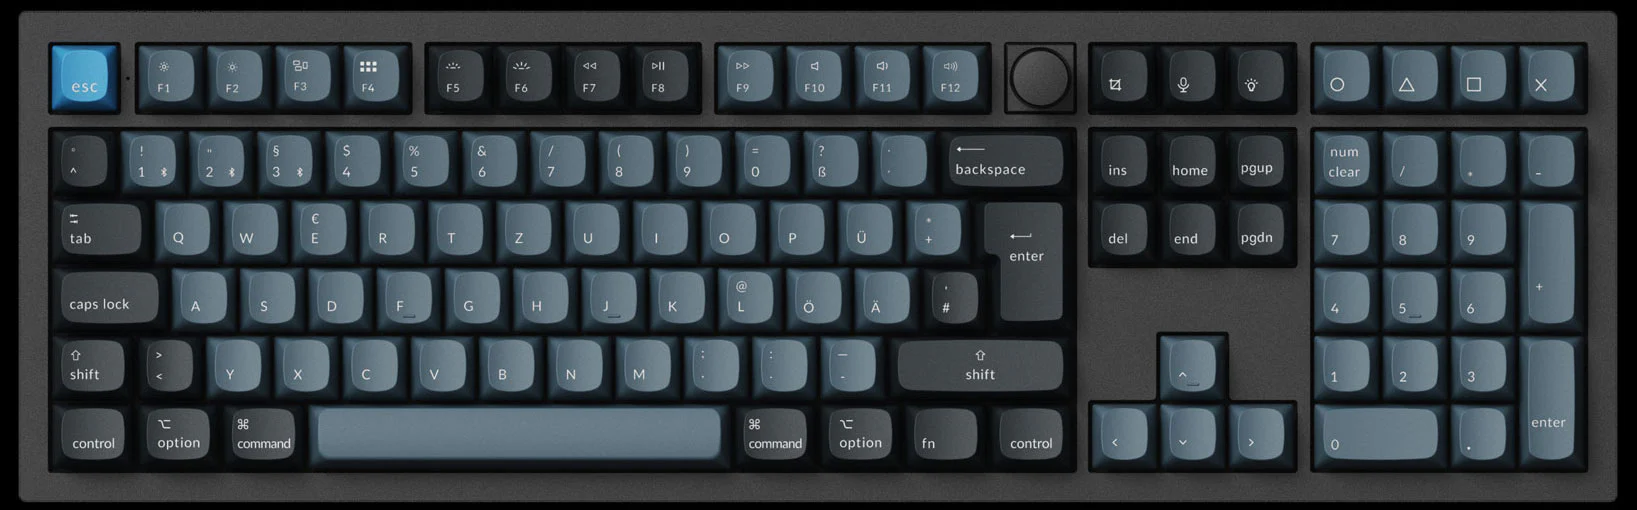 esc
F1
F2
F3
F4
F5
F6
F7
F8
F9
F10
F11
F12
° ^
! 1
" 2
§ 3
$ 4
% 5
& 6
/ 7
( 8
) 9
= 0
? ß
backspace
ins
home
pgup
num
clear
/
*
-
tab
Q
W
€ E
R
T
Z
U
I
O
P
Ü
* +
enter
del
end
pgdn
7
8
9
+
caps lock
A
S
D
F
G
H
J
K
@ L
Ö
Ä
' #
4
5
6
shift
> <
Y
X
C
V
B
N
M
— -
shift
1
2
3
enter
control
option
command
command
option
fn
control
0
.